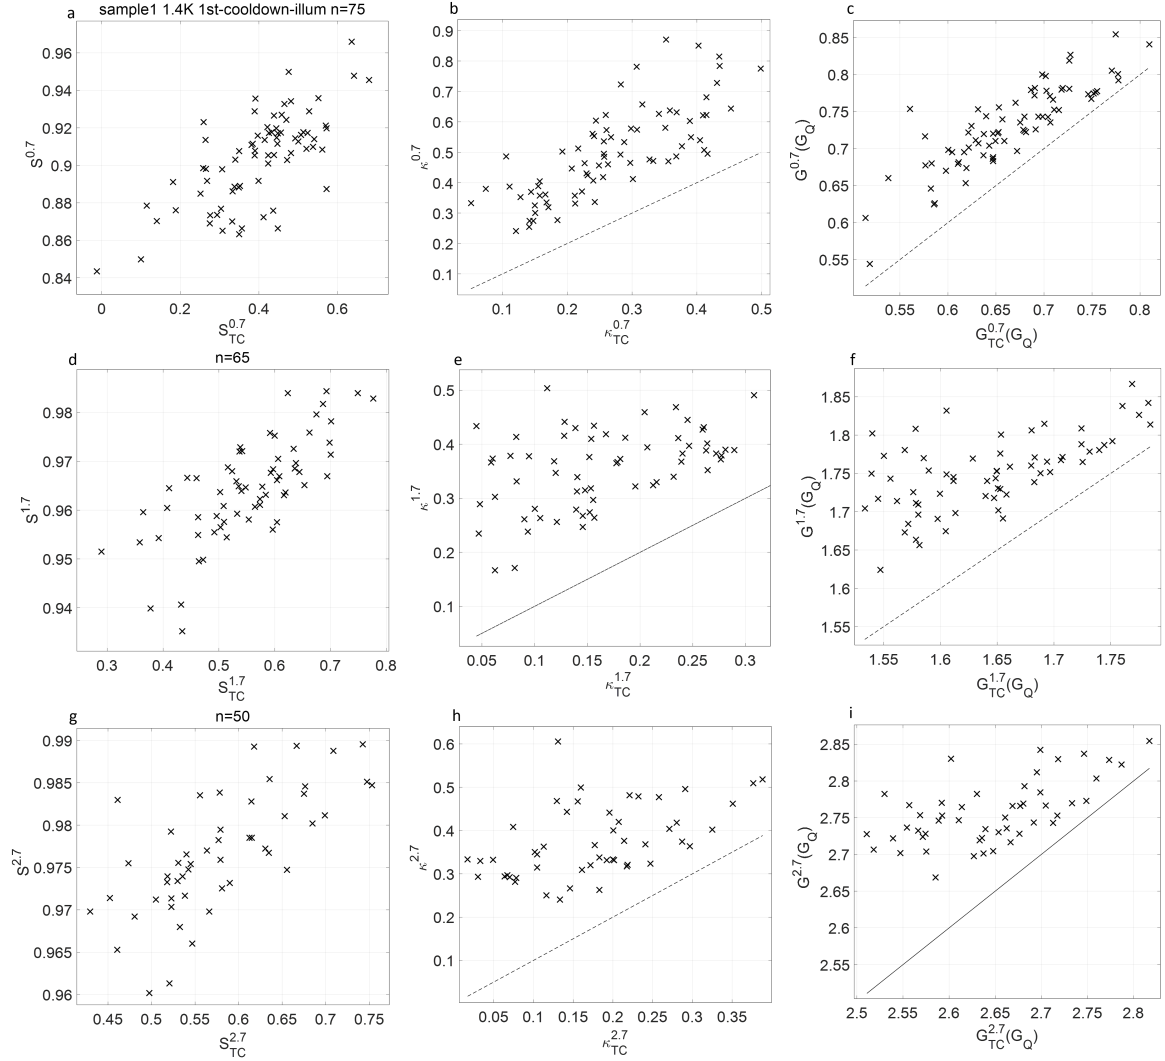 a sample1 1.4K 1st-cooldown-illum n=75
0.96
0.94
0.92
0.9
0.88
0.86
0.84
S^0.7
0 0.2 0.4 0.6
S_TC^0.7
b
0.9
0.8
0.7
0.6
0.5
0.4
0.3
0.2
0.1
κ^0.7
0.1 0.2 0.3 0.4 0.5
κ_TC^0.7
c
0.85
0.8
0.75
0.7
0.65
0.6
0.55
G^0.7(G_Q)
0.55 0.6 0.65 0.7 0.75 0.8
G_TC^0.7(G_Q)
d n=65
0.98
0.97
0.96
0.95
0.94
S^1.7
0.3 0.4 0.5 0.6 0.7 0.8
S_TC^1.7
e
0.5
0.4
0.3
0.2
0.1
κ^1.7
0.05 0.1 0.15 0.2 0.25 0.3
κ_TC^1.7
f
1.85
1.8
1.75
1.7
1.65
1.6
1.55
G^1.7(G_Q)
1.55 1.6 1.65 1.7 1.75
G_TC^1.7(G_Q)
g n=50
0.99
0.985
0.98
0.975
0.97
0.965
0.96
S^2.7
0.45 0.5 0.55 0.6 0.65 0.7 0.75
S_TC^2.7
h
0.6
0.5
0.4
0.3
0.2
0.1
κ^2.7
0.05 0.1 0.15 0.2 0.25 0.3 0.35
κ_TC^2.7
i
2.85
2.8
2.75
2.7
2.65
2.6
2.55
G^2.7(G_Q)
2.5 2.55 2.6 2.65 2.7 2.75 2.8
G_TC^2.7(G_Q)